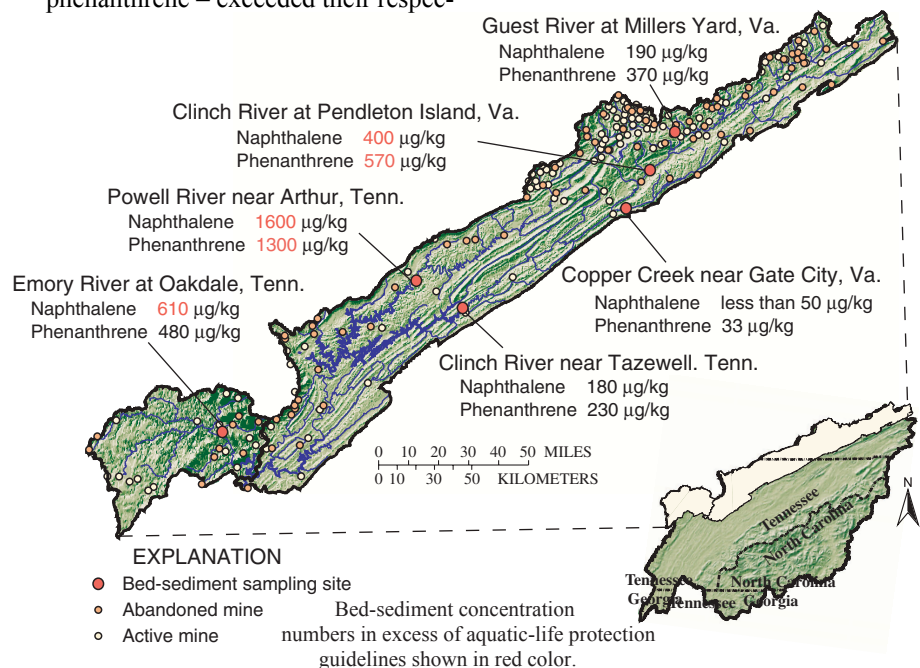 phenanthrene – exceeded their respec-
Guest River at Millers Yard, Va.
Naphthalene 190 µg/kg
Phenanthrene 370 µg/kg
Clinch River at Pendleton Island, Va.
Naphthalene 400 µg/kg
Phenanthrene 570 µg/kg
Powell River near Arthur, Tenn.
Naphthalene 1600 µg/kg
Phenanthrene 1300 µg/kg
Emory River at Oakdale, Tenn.
Naphthalene 610 µg/kg
Phenanthrene 480 µg/kg
Copper Creek near Gate City, Va.
Naphthalene less than 50 µg/kg
Phenanthrene 33 µg/kg
Clinch River near Tazewell. Tenn.
Naphthalene 180 µg/kg
Phenanthrene 230 µg/kg
0 10 20 30 40 50 MILES
0 10 30 50 KILOMETERS
N
Tennessee
North Carolina
Tennessee North Carolina
Georgia Tennessee Georgia
EXPLANATION
Bed-sediment sampling site
Abandoned mine
Active mine
Bed-sediment concentration
numbers in excess of aquatic-life protection
guidelines shown in red color.